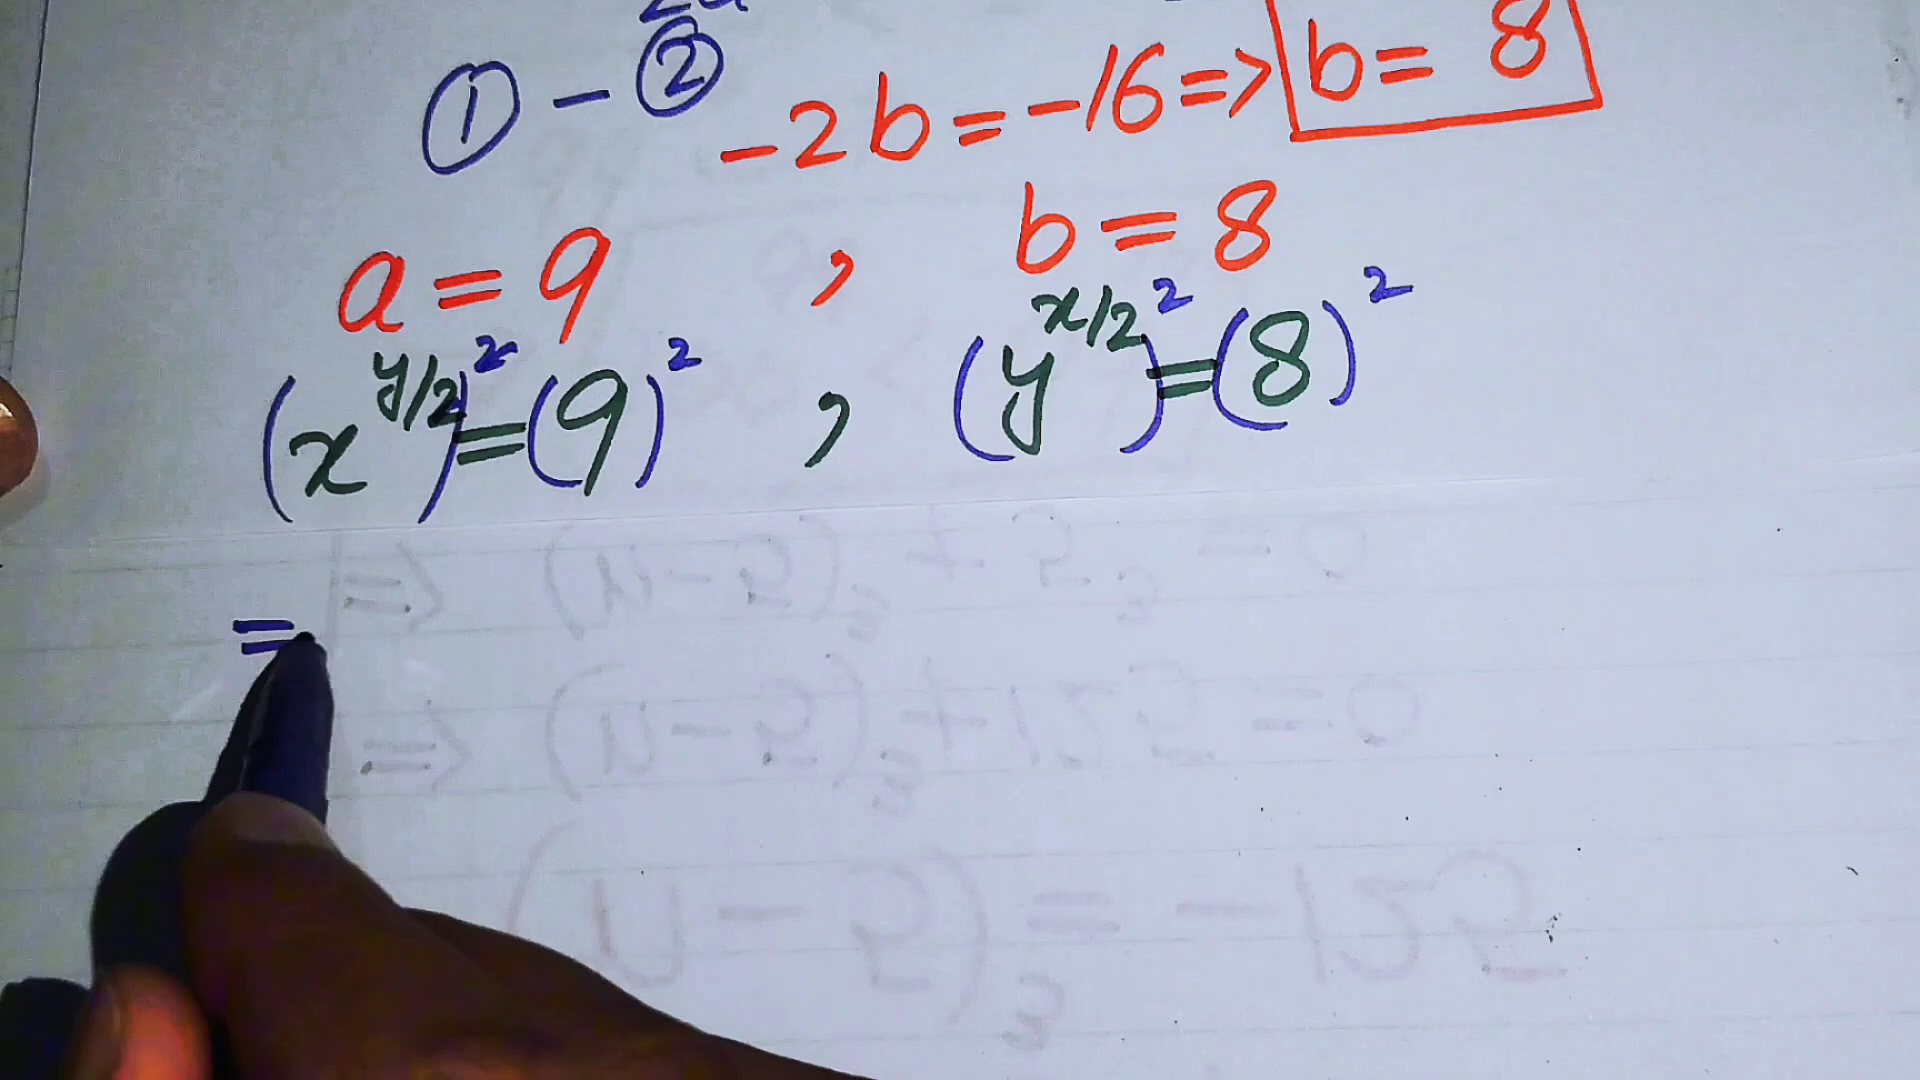 ① - ② -2b = -16 => b = 8
a = 9 , b = 8
(x^{y/2})^2 = (9)^2 , (y^{x/2})^2 = (8)^2
=